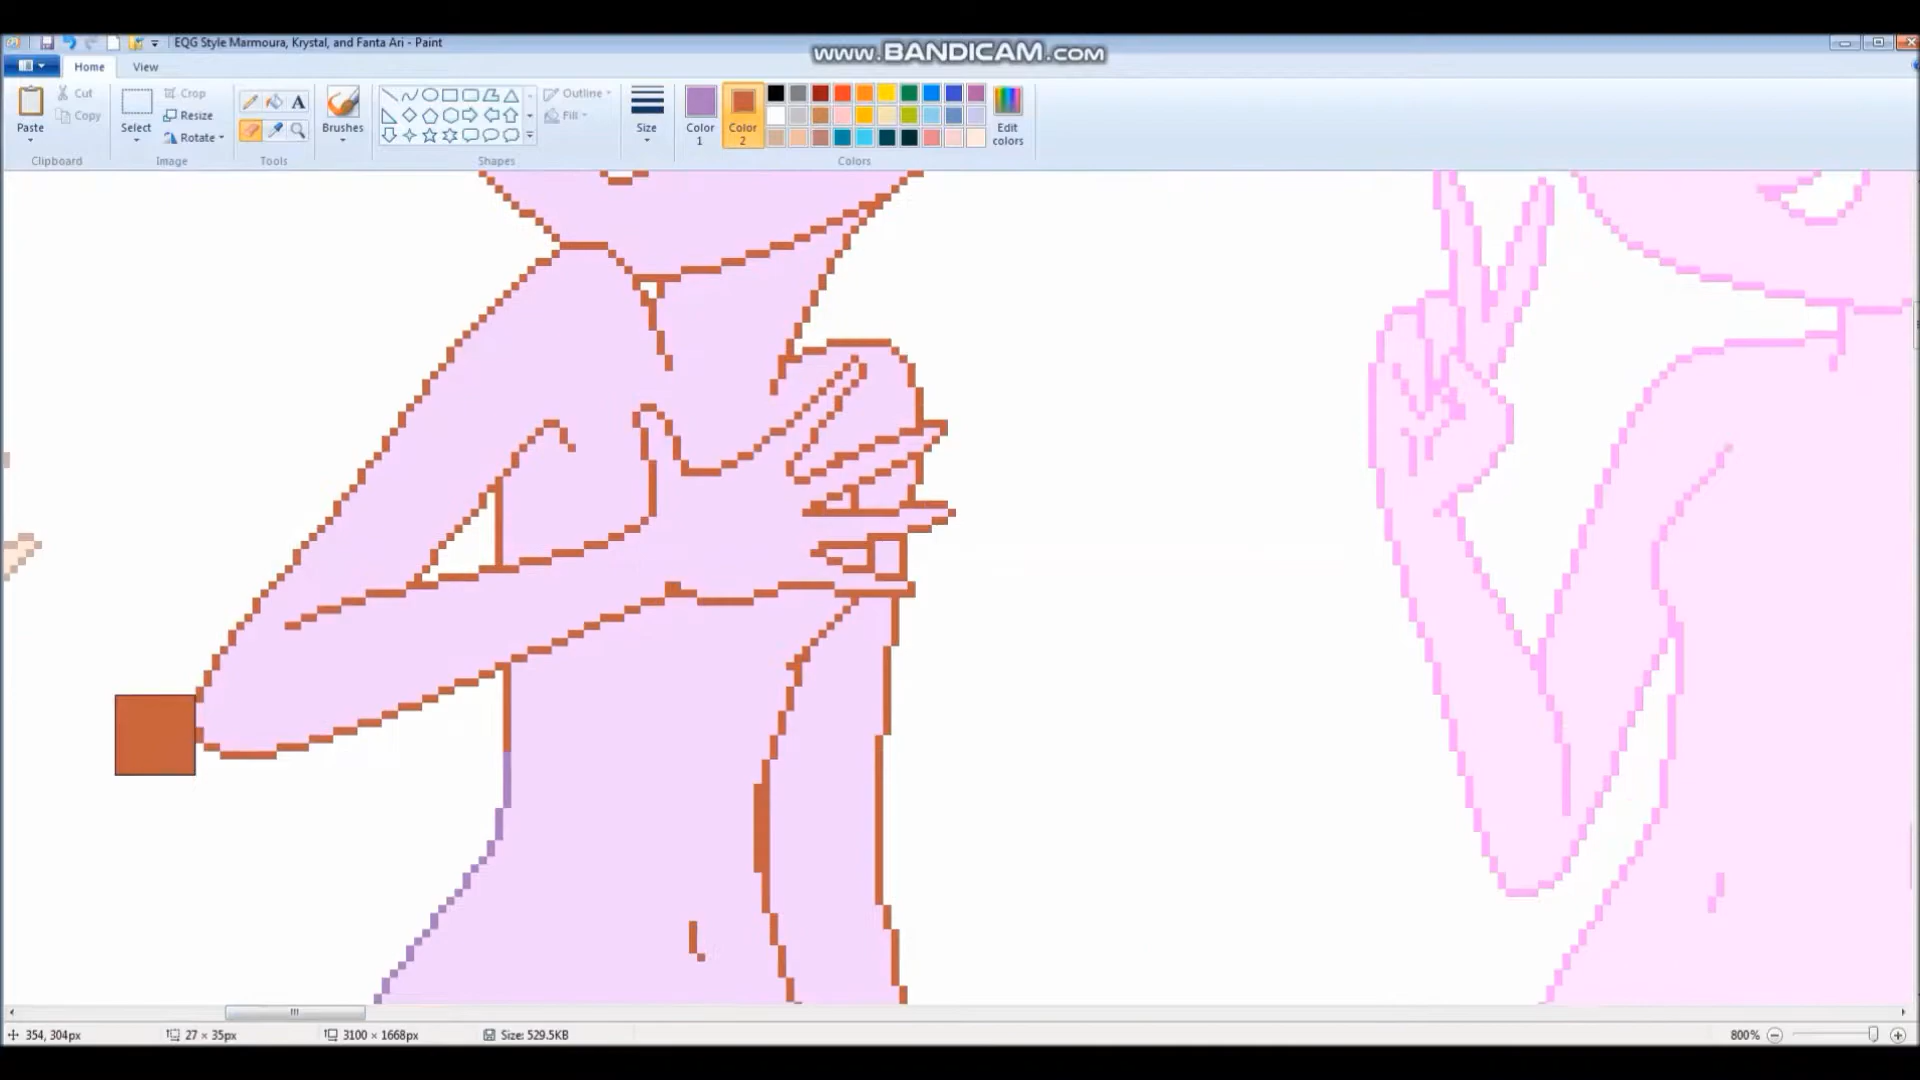 EQG Style Marmoura, Krystal, and Fanta Ari - Paint
www.BANDICAM.com
Home View
Paste
Cut
Copy
Clipboard
Select
Crop
Resize
Rotate
Image
A
Tools
Brushes
Outline
Fill
Shapes
Size
Color 1
Color 2
Edit colors
Colors
354, 304px
27 × 35px
3100 × 1668px
Size: 529.5KB
800%